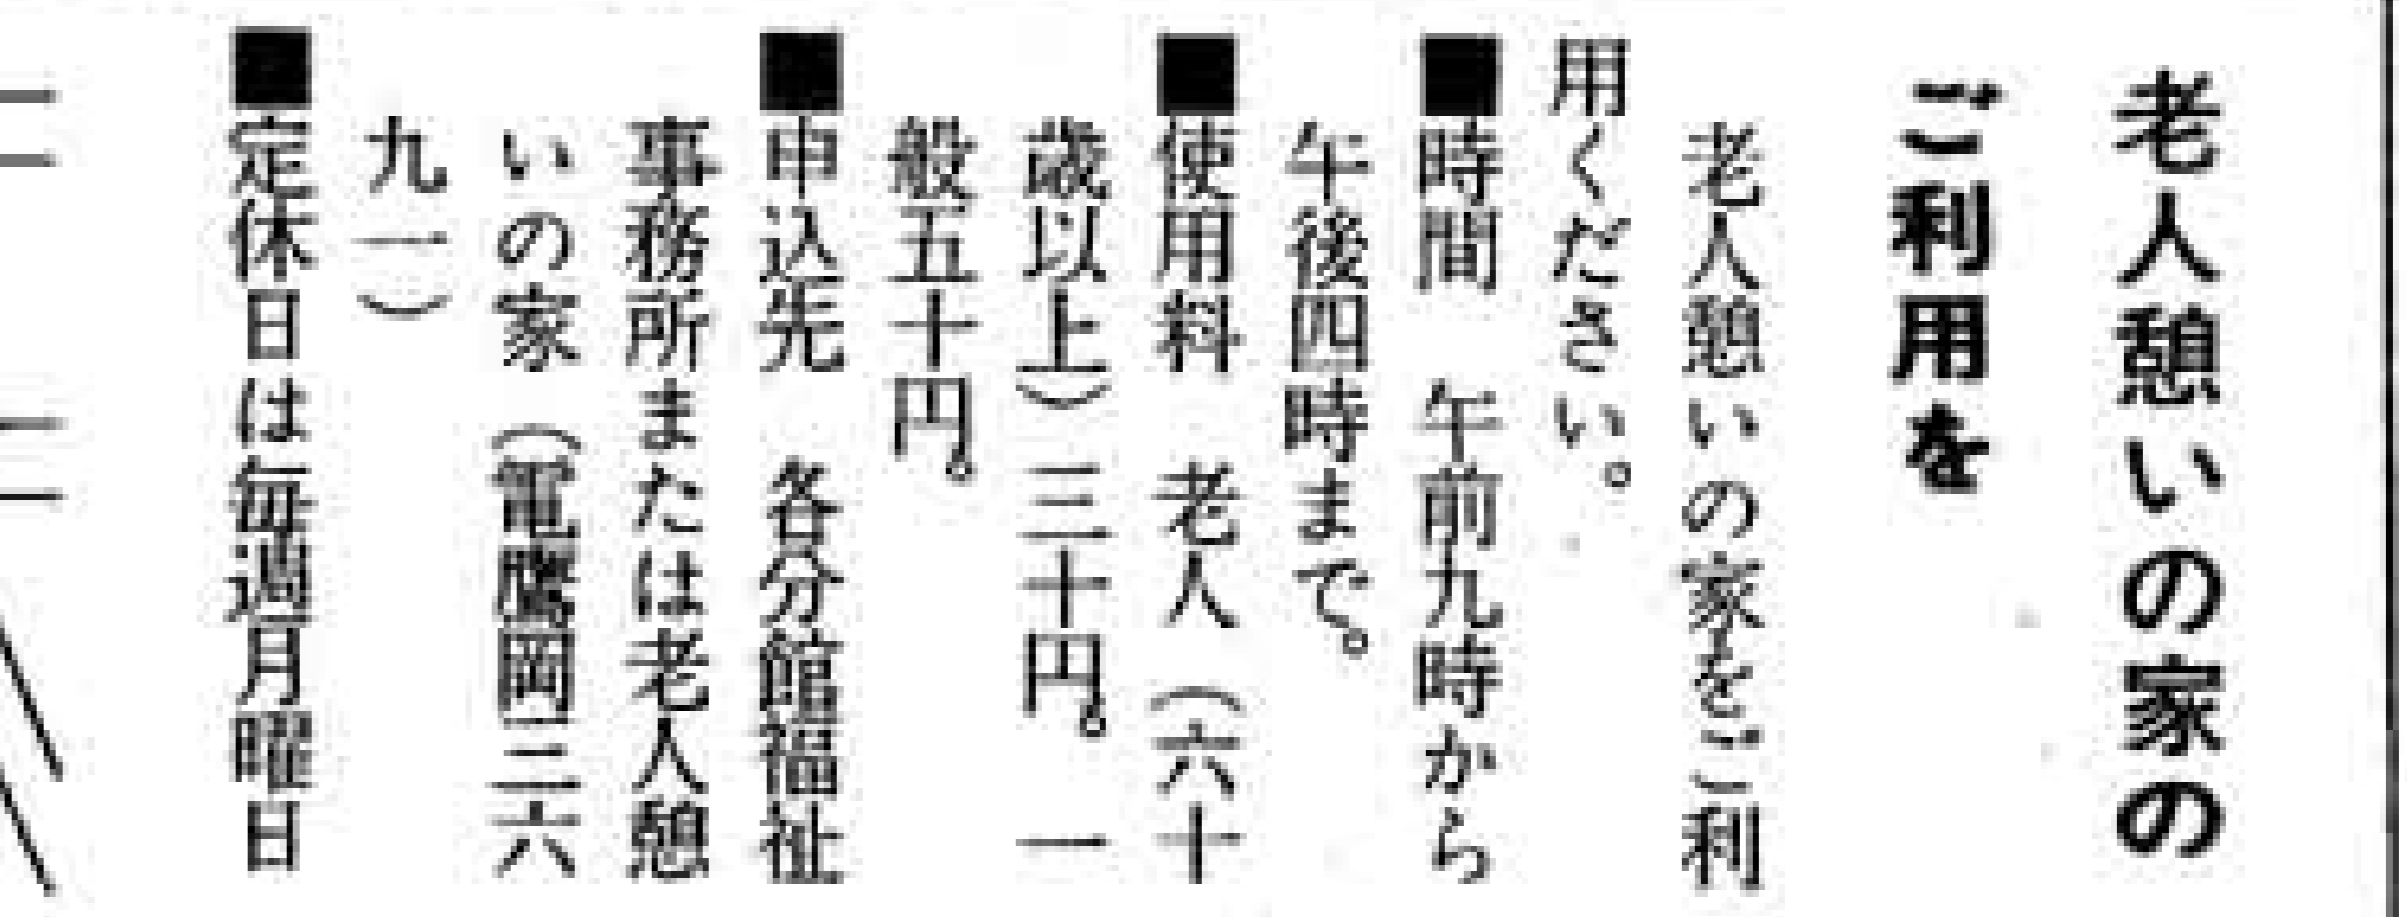 老人憩いの家の
ご利用を
老人憩いの家をご利
用ください。
■時間　午前九時から
午後四時まで。
■使用料　老人（六十
歳以上）三十円。一
般五十円。
■申込先　各分館福祉
事務所または老人憩
いの家（電鷹岡三六
九一）
■定休日は毎週月曜日